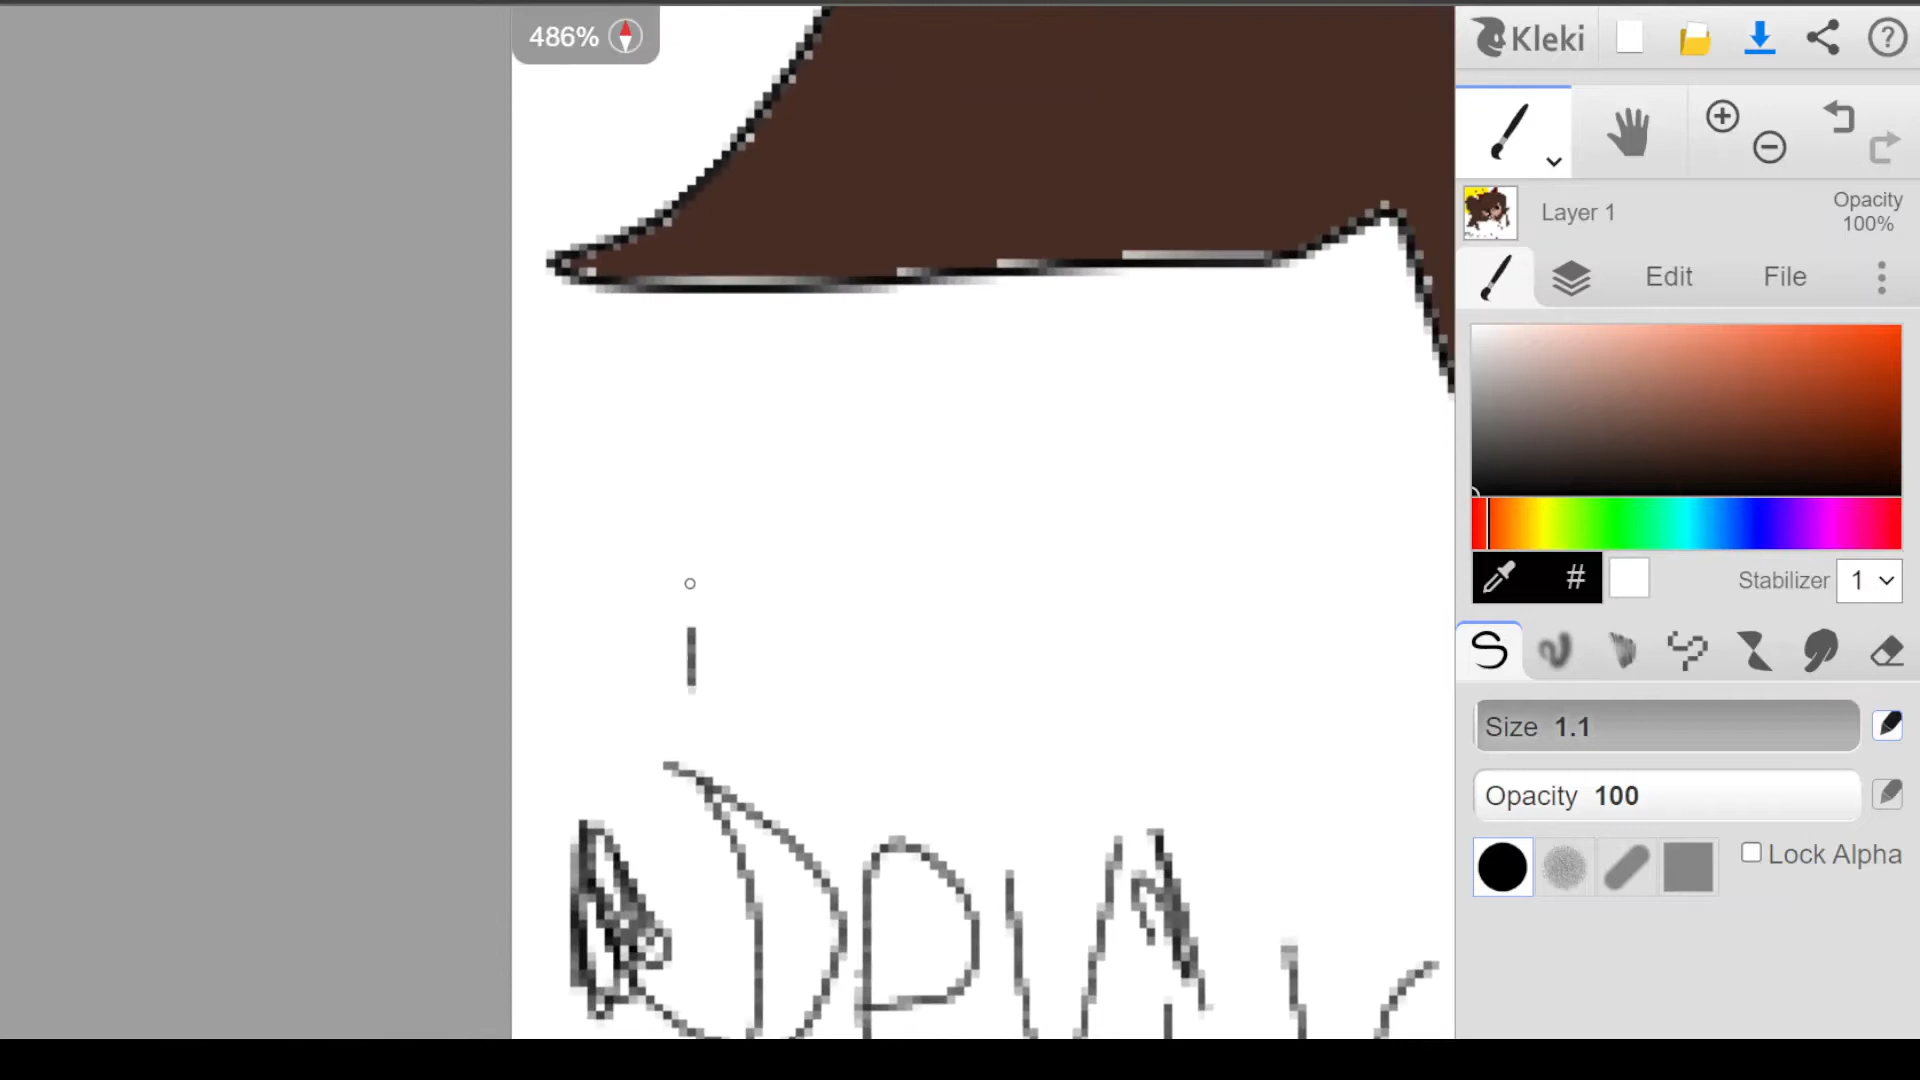 486%
Kleki
Layer 1
Opacity
100%
Edit
File
#
Stabilizer 1
Size 1.1
Opacity 100
Lock Alpha